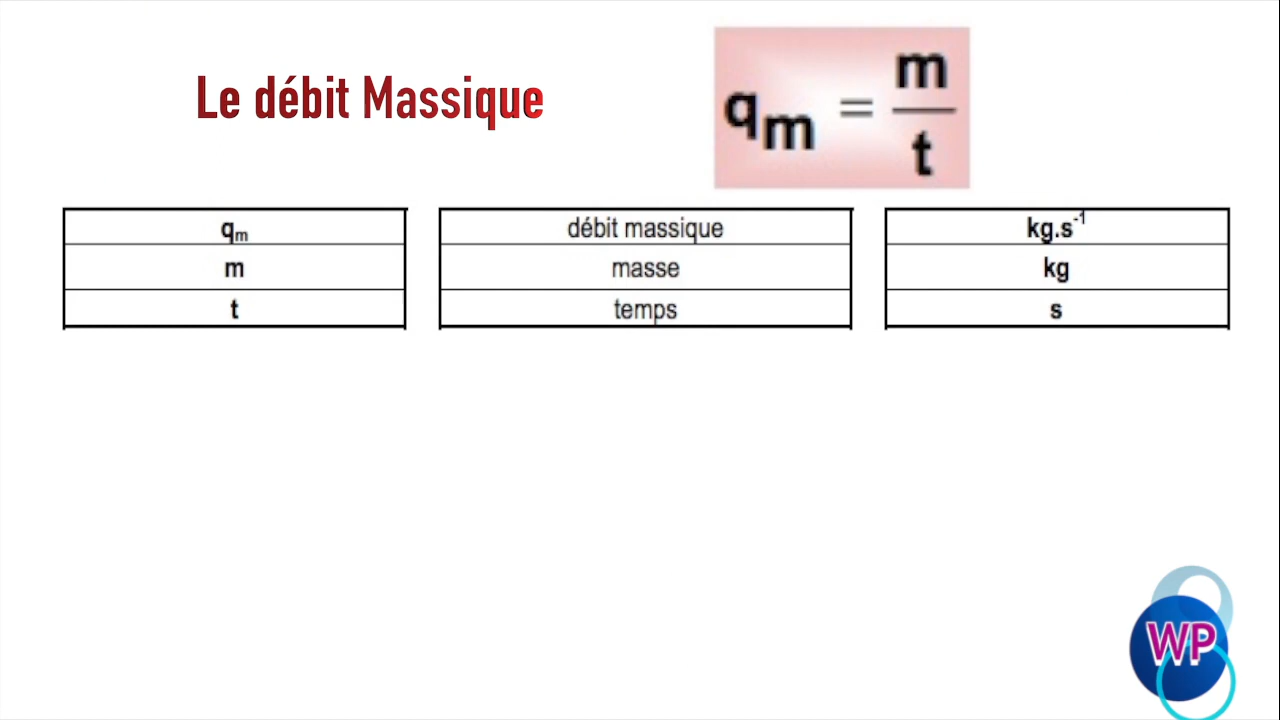 Le débit Massique
qm = m/t
qm débit massique kg.s-1
m masse kg
t temps s
WP